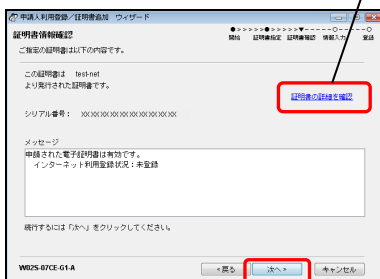 申請人利用登録/証明書追加 ウィザード
証明書情報確認
開始 証明書指定 証明書確認 情報入力 登録
ご指定の証明書は以下の内容です。
この証明書は test-net
より発行された証明書です。
証明書の詳細を確認
シリアル番号:
メッセージ
申請された電子証明書は有効です。
インターネット利用登録状況:未登録
続行するには「次へ」をクリックしてください。
W02S-07CE-G1-A
<戻る 次へ> キャンセル